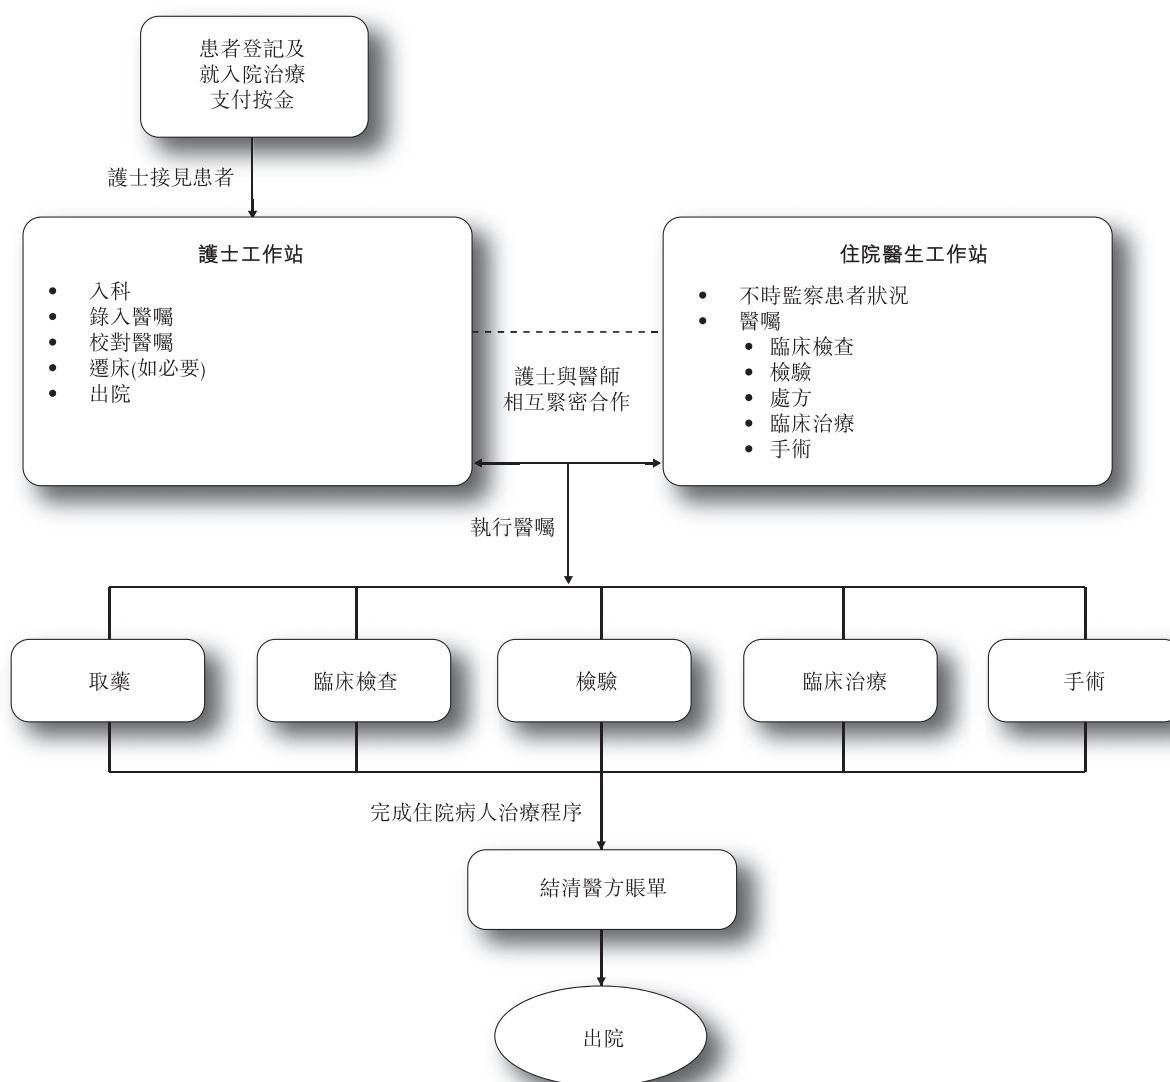 患者登記及
就入院治療
支付按金
護士接見患者
護士工作站
• 入科
• 錄入醫囑
• 校對醫囑
• 遷床(如必要)
• 出院
住院醫生工作站
• 不時監察患者狀況
• 醫囑
• 臨床檢查
• 檢驗
• 處方
• 臨床治療
• 手術
護士與醫師
相互緊密合作
執行醫囑
取藥
臨床檢查
檢驗
臨床治療
手術
完成住院病人治療程序
結清醫方賬單
出院